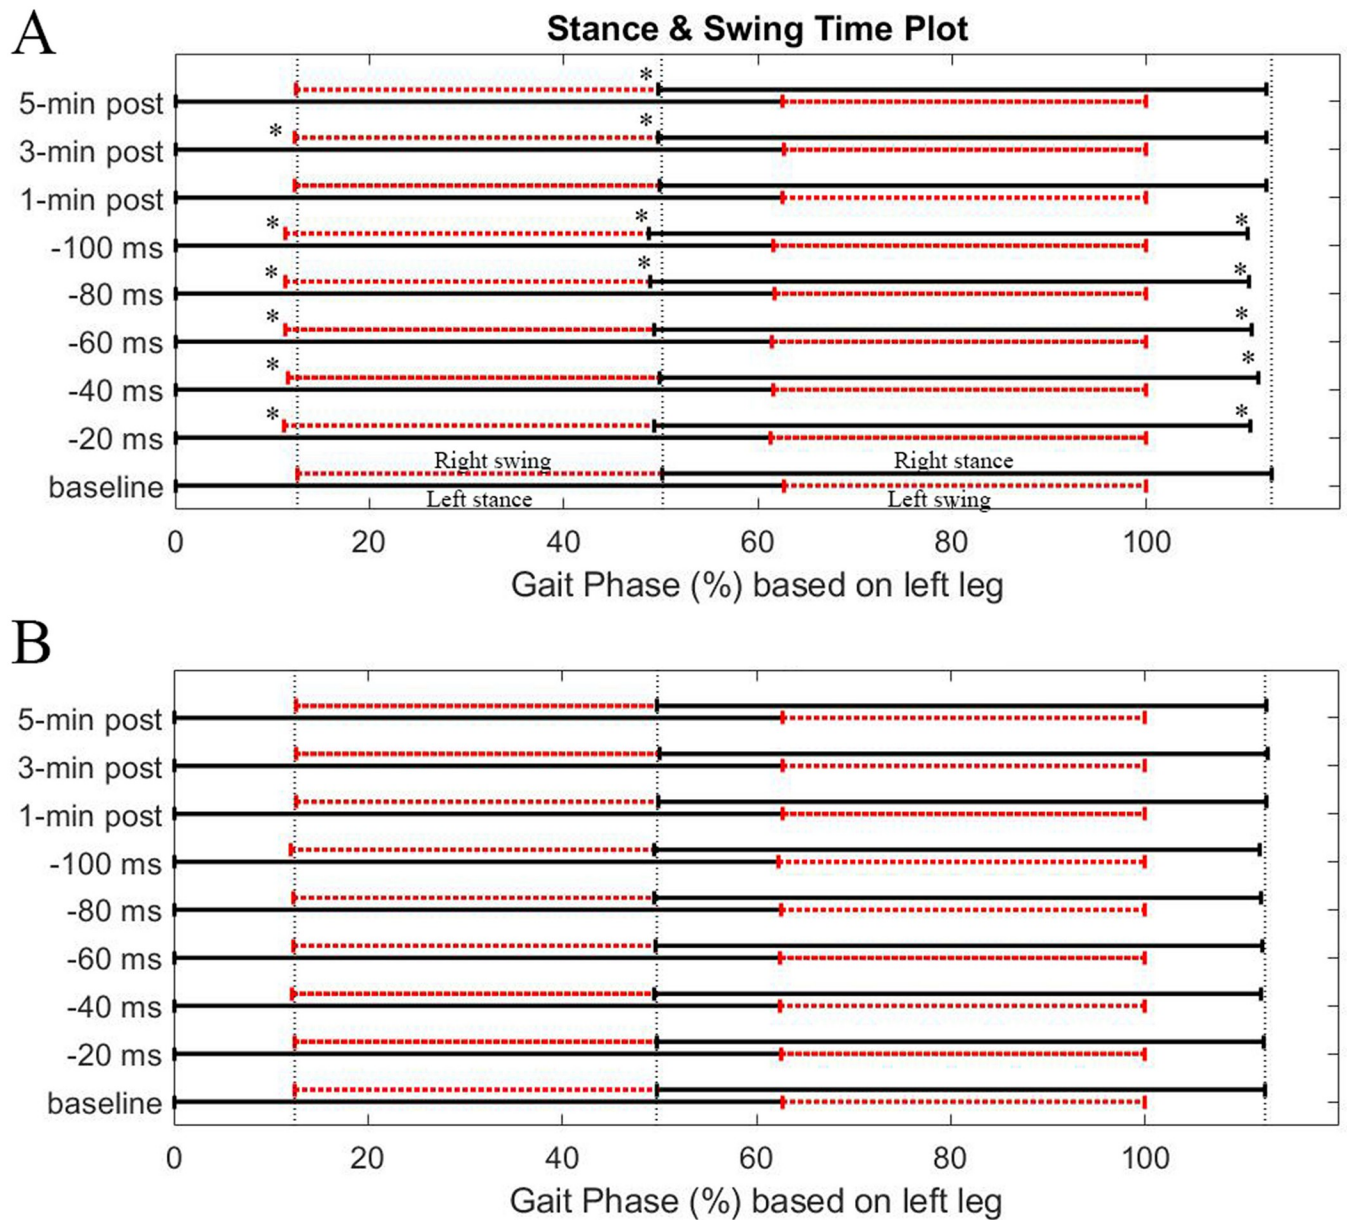 A
Stance & Swing Time Plot
* 
5-min post
* *
3-min post
1-min post
* * *
-100 ms
* * *
-80 ms
* *
-60 ms
* *
-40 ms
* *
-20 ms
Right swing Right stance
baseline
Left stance Left swing
0 20 40 60 80 100
Gait Phase (%) based on left leg
B
5-min post
3-min post
1-min post
-100 ms
-80 ms
-60 ms
-40 ms
-20 ms
baseline
0 20 40 60 80 100
Gait Phase (%) based on left leg